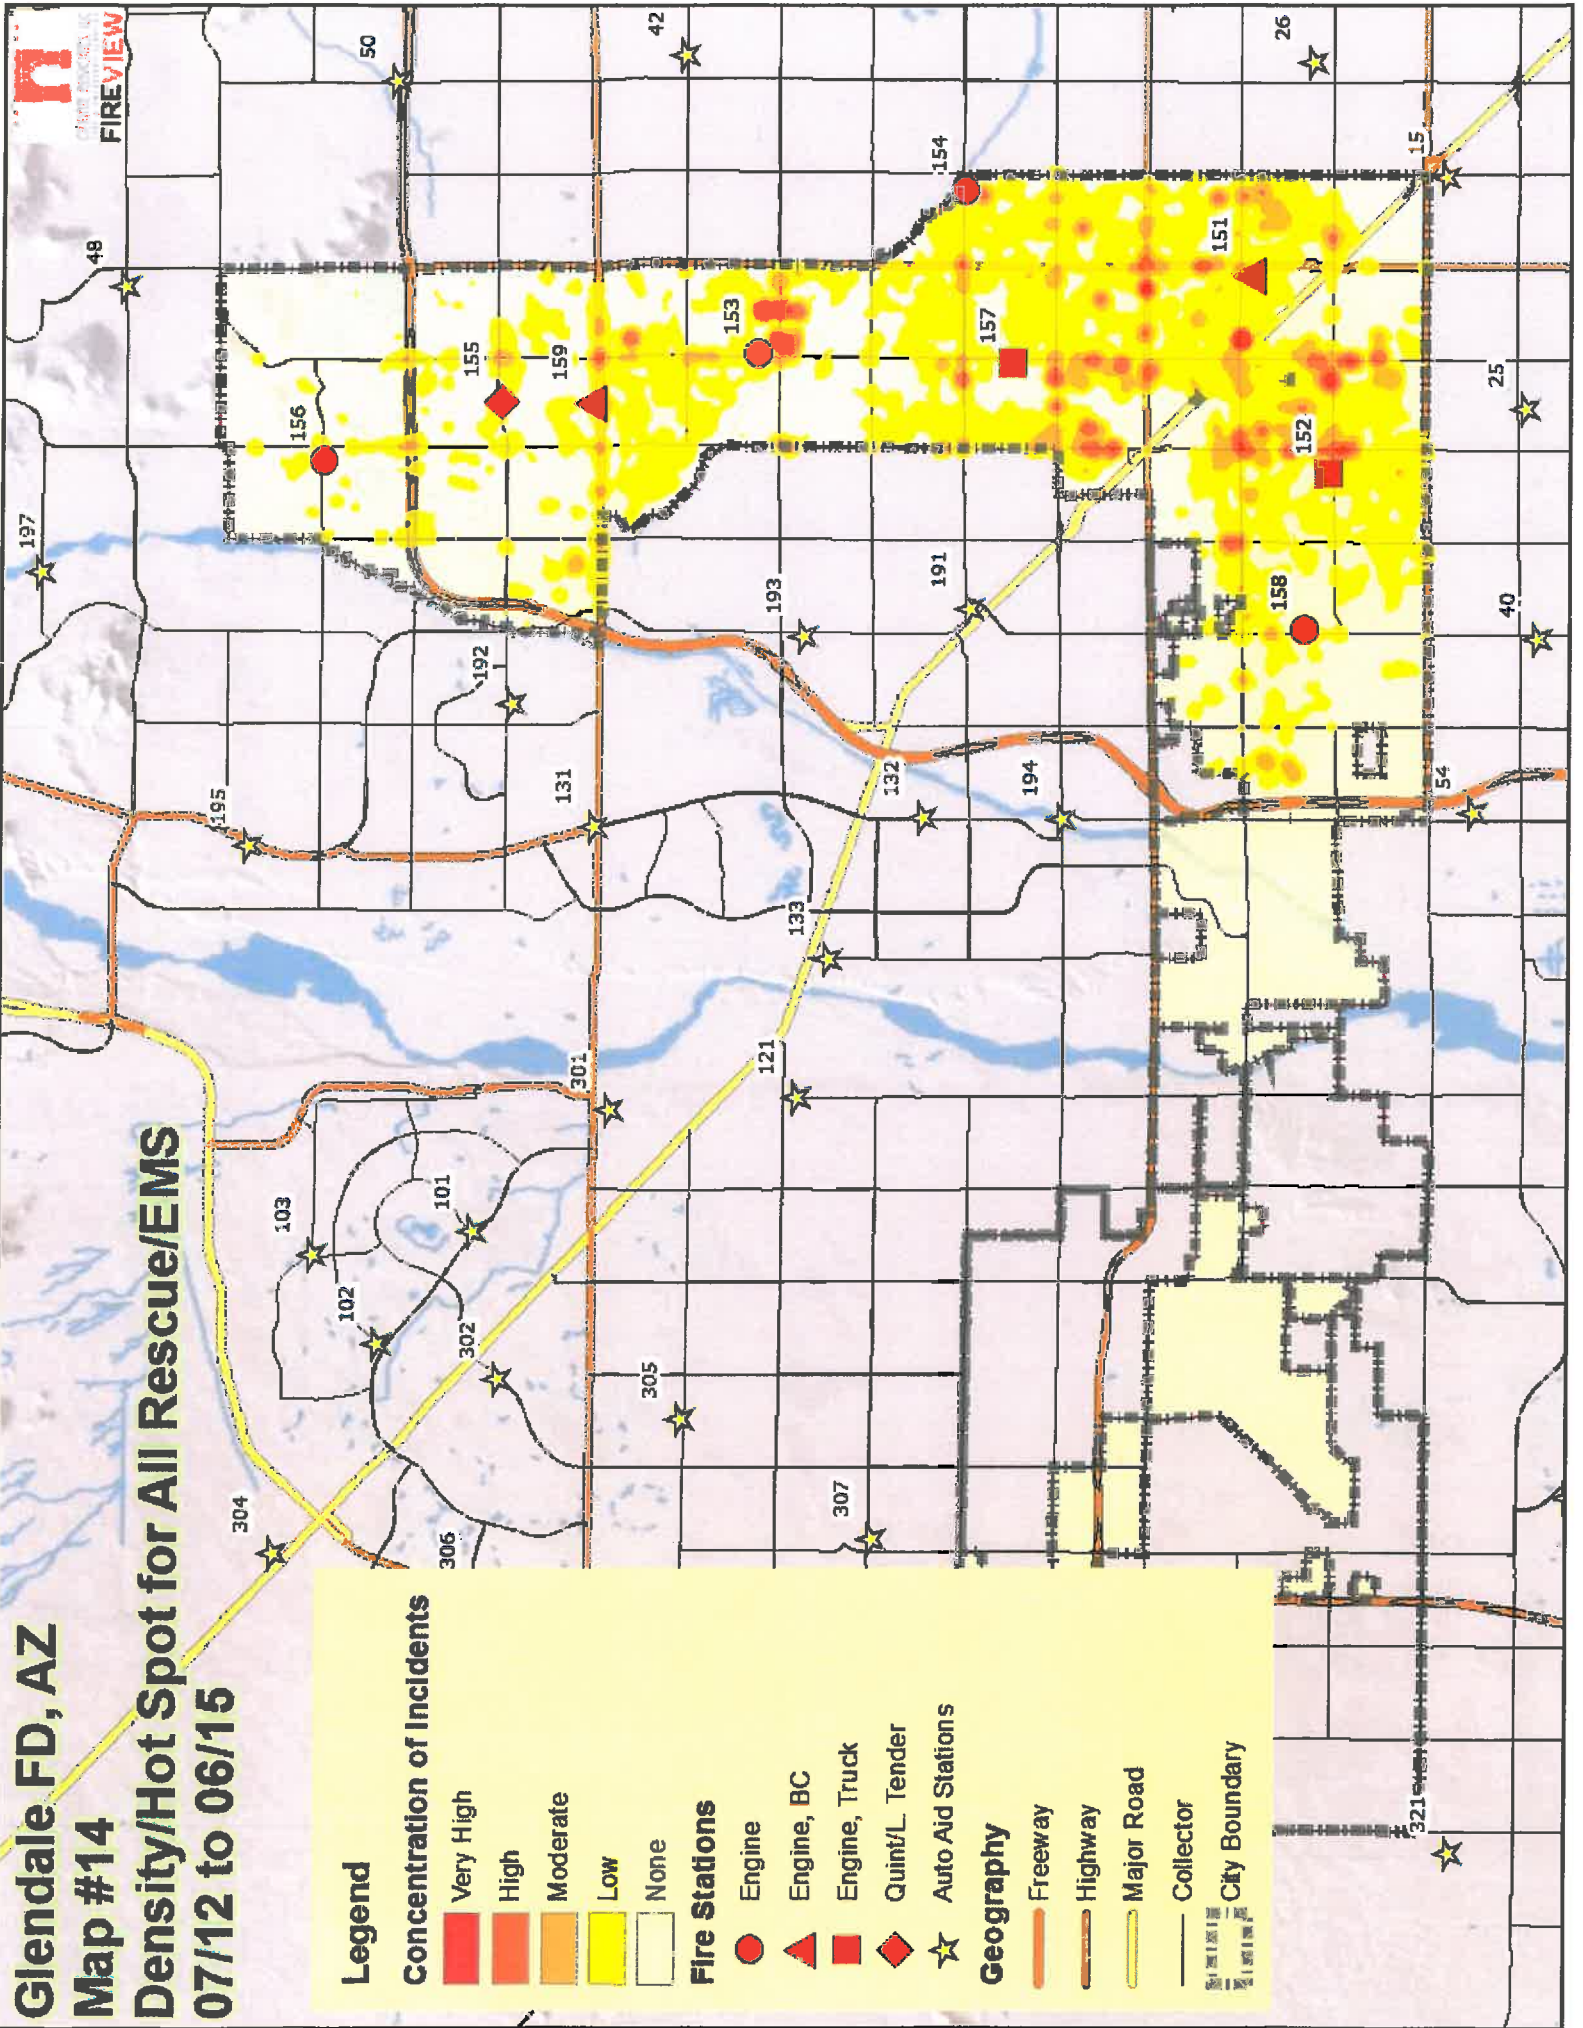 Glendale FD, AZ
Map #14
Density/Hot Spot for All Rescue/EMS
07/12 to 06/15
FIREVIEW
Legend
Concentration of Incidents
Very High
High
Moderate
Low
None
Fire Stations
Engine
Engine, BC
Engine, Truck
Quint/L. Tender
Auto Aid Stations
Geography
Freeway
Highway
Major Road
Collector
City Boundary
304
103
195
197
48
50
102
101
156
306
302
192
155
301
131
159
42
305
121
133
193
153
307
132
191
154
194
157
158
152
151
26
321
54
40
25
15